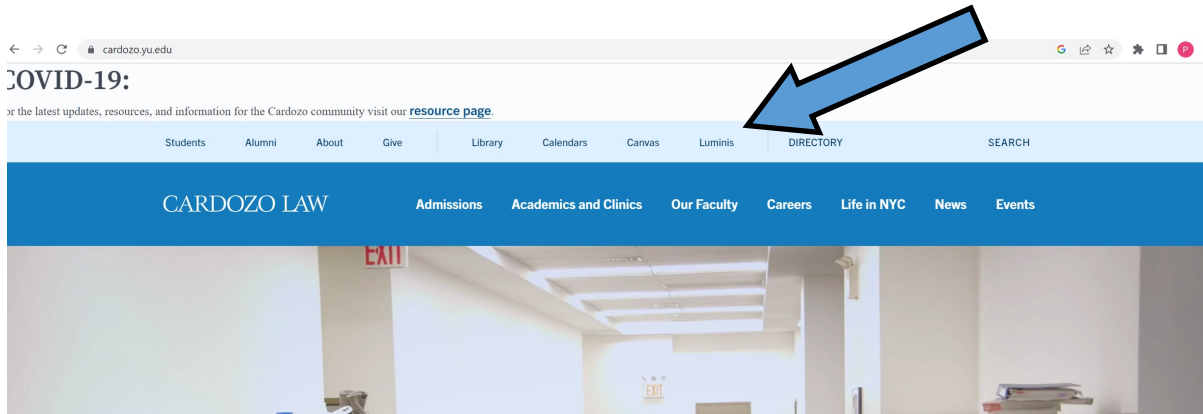 cardozo.yu.edu
COVID-19:
or the latest updates, resources, and information for the Cardozo community visit our resource page.
Students Alumni About Give Library Calendars Canvas Luminis DIRECTORY SEARCH
CARDOZO LAW Admissions Academics and Clinics Our Faculty Careers Life in NYC News Events
EXIT
EXIT